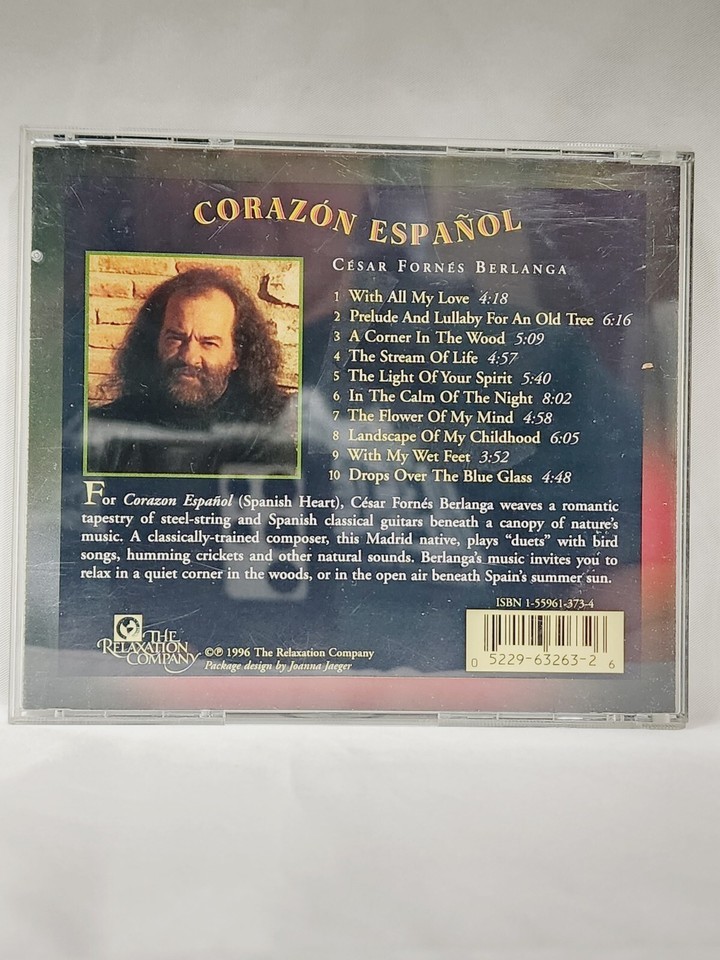 CORAZÓN ESPAÑOL
CÉSAR FORNÉS BERLANGA
1 With All My Love 4:18
2 Prelude And Lullaby For An Old Tree 6:16
3 A Corner In The Wood 5:09
4 The Stream Of Life 4:57
5 The Light Of Your Spirit 5:40
6 In The Calm Of The Night 8:02
7 The Flower Of My Mind 4:58
8 Landscape Of My Childhood 6:05
9 With My Wet Feet 3:52
10 Drops Over The Blue Glass 4:48
For Corazon Español (Spanish Heart), César Fornés Berlanga weaves a romantic
tapestry of steel-string and Spanish classical guitars beneath a canopy of nature's
music. A classically-trained composer, this Madrid native, plays "duets" with bird
songs, humming crickets and other natural sounds. Berlanga's music invites you to
relax in a quiet corner in the woods, or in the open air beneath Spain's summer sun.
ISBN 1-55961-373-4
THE
RELAXATION
COMPANY
©℗ 1996 The Relaxation Company
Package design by Joanna Jaeger
0 5229-63263-2 6